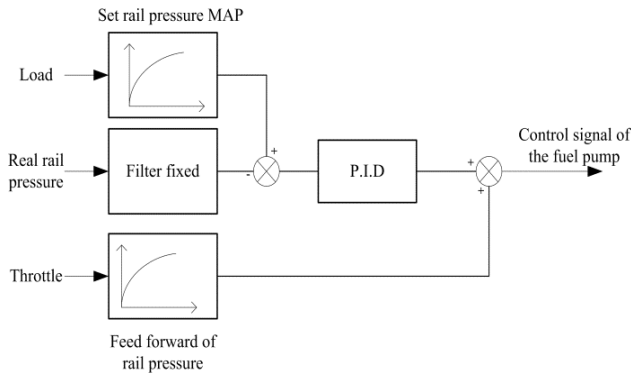 Set rail pressure MAP
Load
+
Real rail
pressure
Filter fixed
-
P.I.D
+
+
Control signal of
the fuel pump
Throttle
Feed forward of
rail pressure